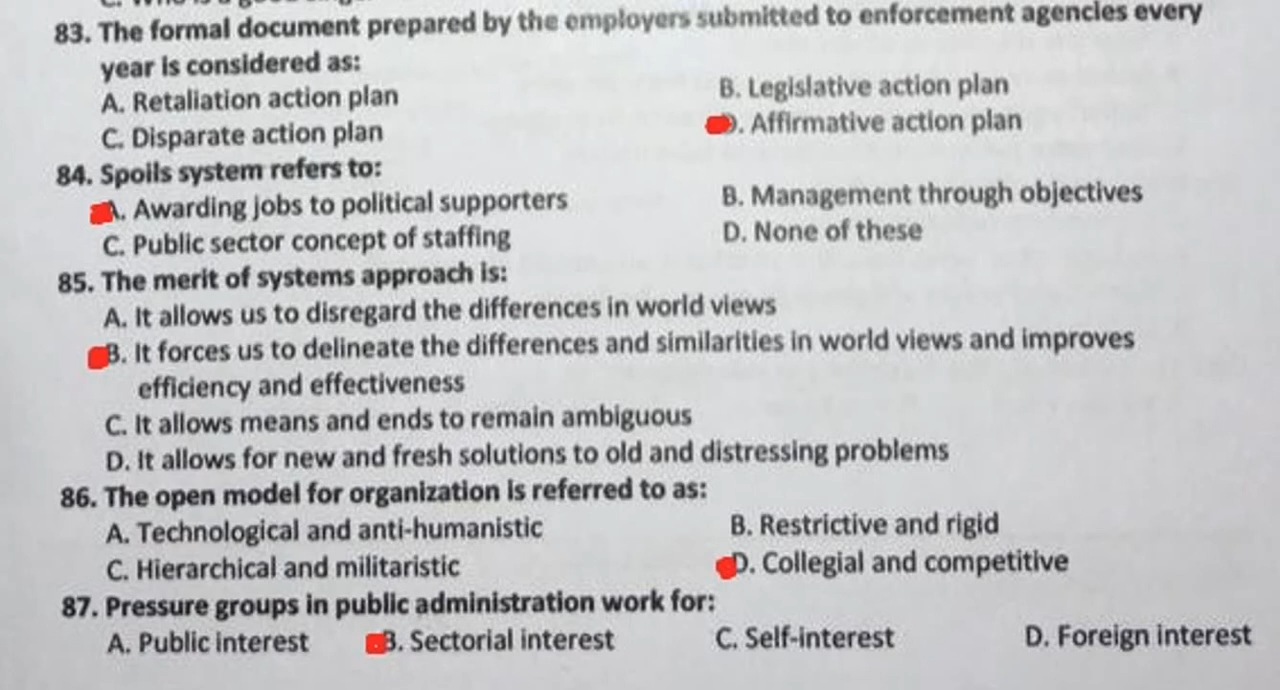 83. The formal document prepared by the employers submitted to enforcement agencies every
year is considered as:
A. Retaliation action plan B. Legislative action plan
C. Disparate action plan D. Affirmative action plan
84. Spoils system refers to:
A. Awarding jobs to political supporters B. Management through objectives
C. Public sector concept of staffing D. None of these
85. The merit of systems approach is:
A. It allows us to disregard the differences in world views
B. It forces us to delineate the differences and similarities in world views and improves
efficiency and effectiveness
C. It allows means and ends to remain ambiguous
D. It allows for new and fresh solutions to old and distressing problems
86. The open model for organization is referred to as:
A. Technological and anti-humanistic B. Restrictive and rigid
C. Hierarchical and militaristic D. Collegial and competitive
87. Pressure groups in public administration work for:
A. Public interest B. Sectorial interest C. Self-interest D. Foreign interest